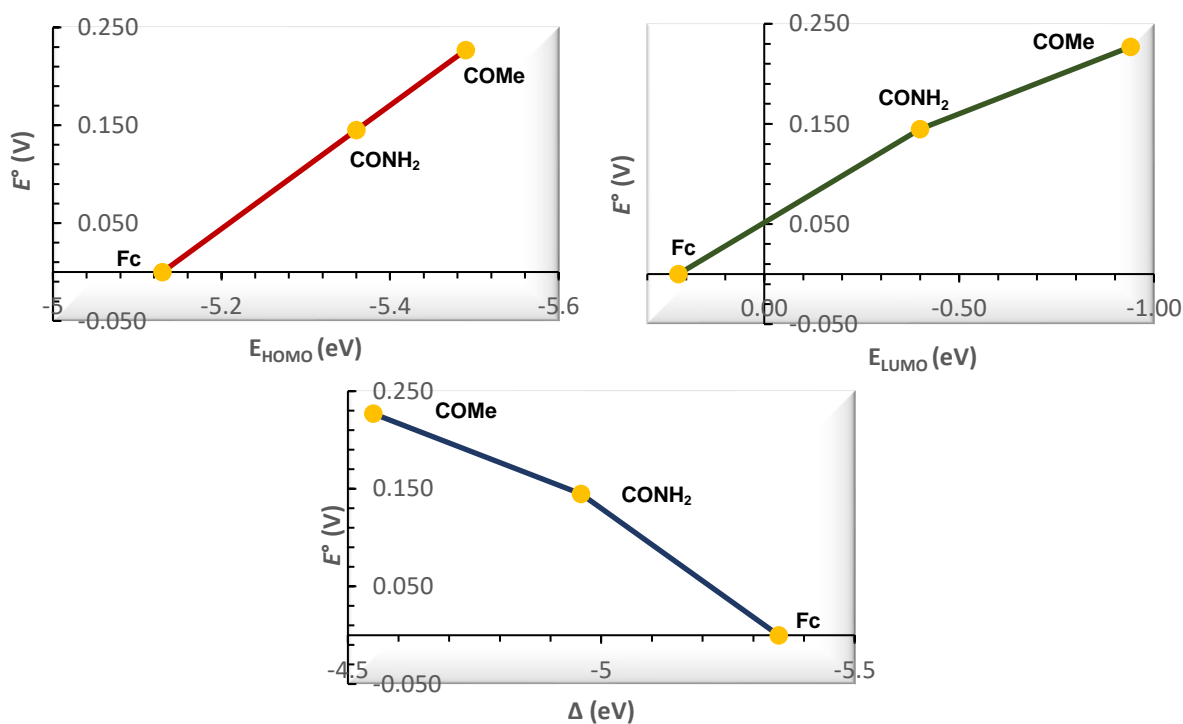 0.250
COMe
0.150
CONH₂
E° (V)
0.050
Fc
-5
-5.2
-5.4
-5.6
-0.050
E_HOMO (eV)
0.250
COMe
CONH₂
0.150
E° (V)
0.050
Fc
0.00
-0.50
-1.00
-0.050
E_LUMO (eV)
0.250
COMe
0.150
CONH₂
E° (V)
0.050
Fc
-4.5
-5
-5.5
-0.050
Δ (eV)